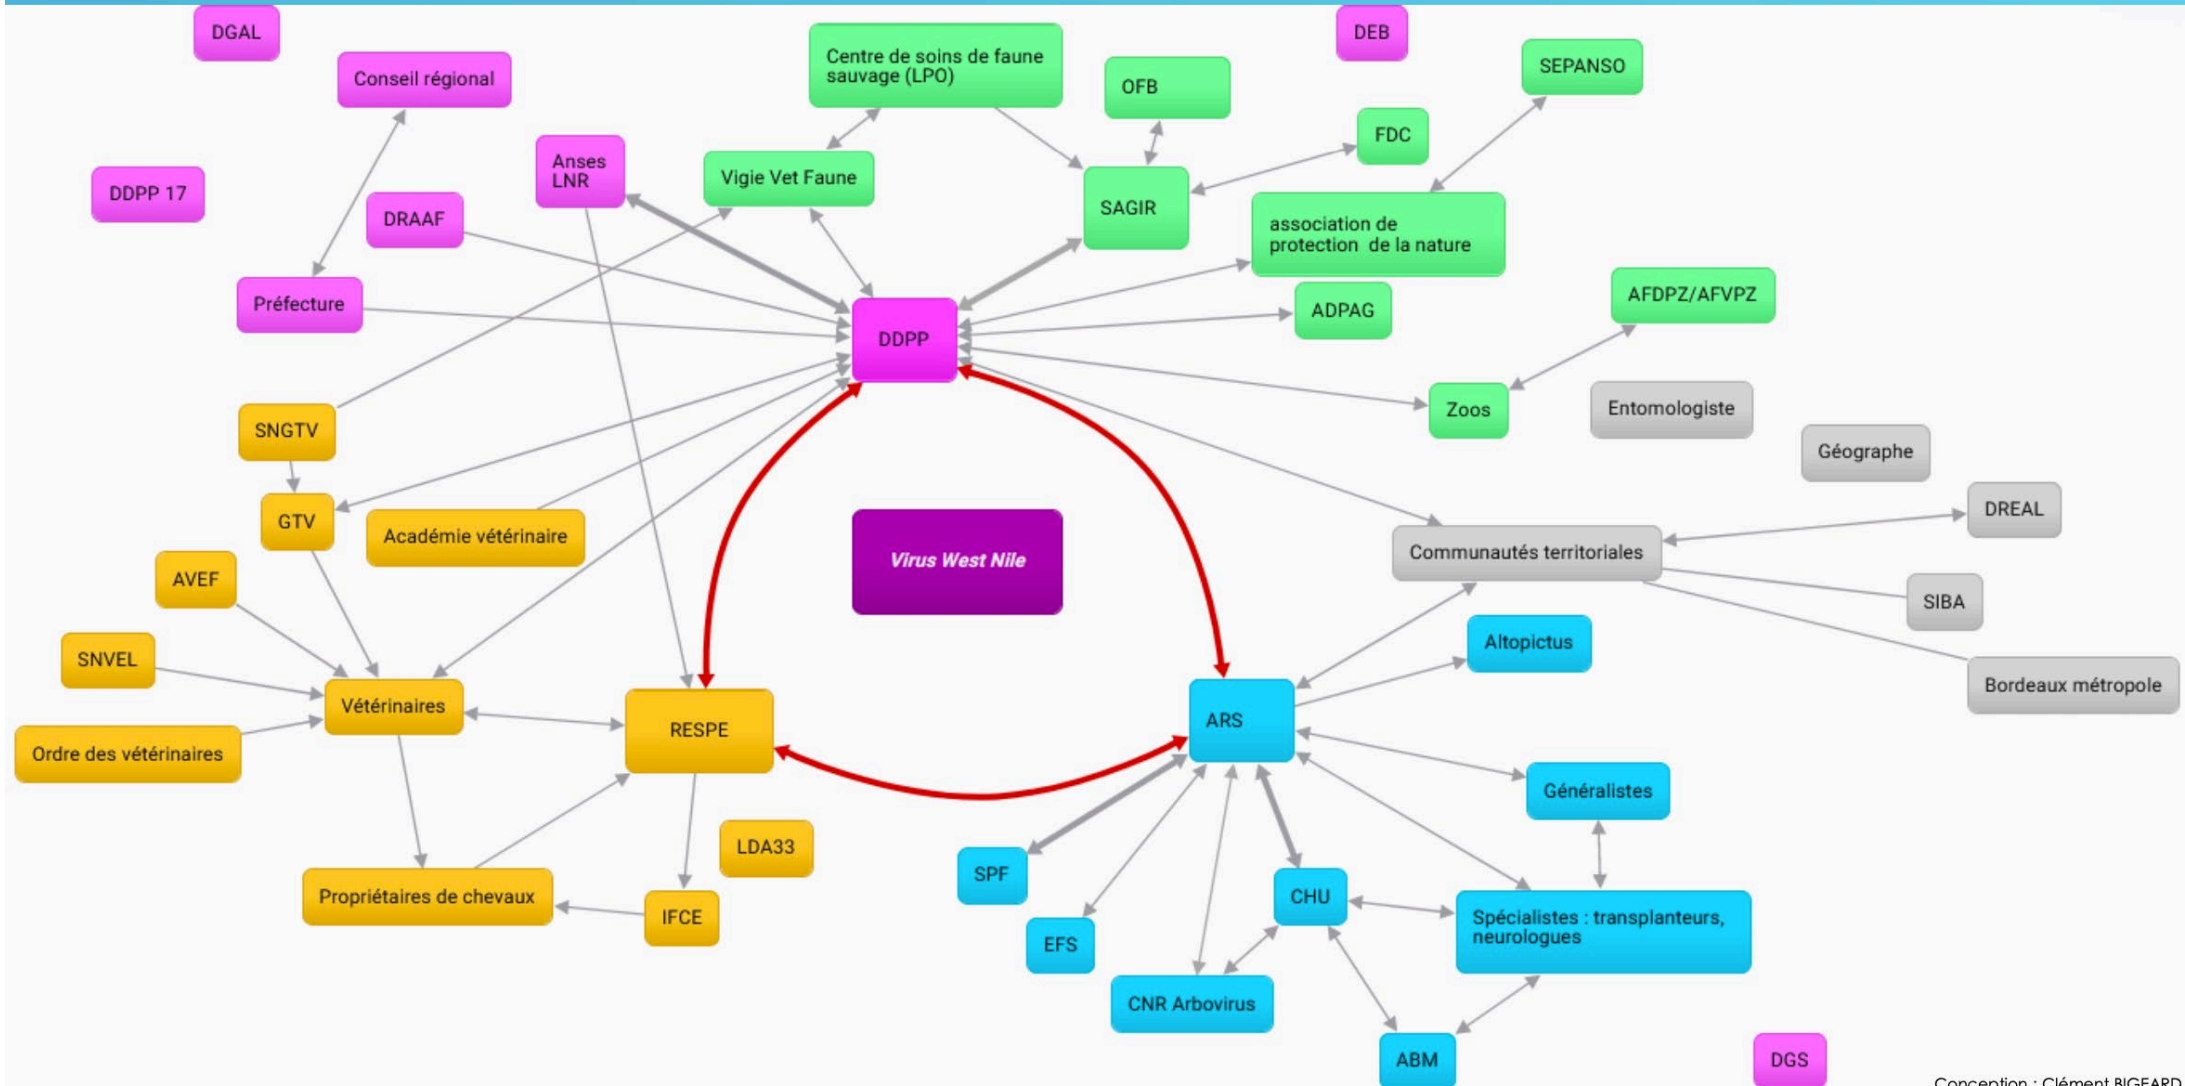 DGAL
DEB
Conseil régional
Centre de soins de faune
sauvage (LPO)
OFB
SEPANSO
FDC
Anses
LNR
Vigie Vet Faune
DDPP 17
DRAAF
SAGIR
association de
protection de la nature
Préfecture
AFDPZ/AFVPZ
ADPAG
DDPP
Zoos
Entomologiste
SNGTV
Géographe
GTV
Académie vétérinaire
DREAL
Communautés territoriales
Virus West Nile
AVEF
SIBA
Altopictus
SNVEL
Bordeaux métropole
Vétérinaires
RESPE
ARS
Ordre des vétérinaires
Généralistes
LDA33
SPF
Propriétaires de chevaux
IFCE
CHU
Spécialistes : transplanteurs,
neurologues
EFS
CNR Arbovirus
ABM
DGS
Conception : Clément BIGEARD